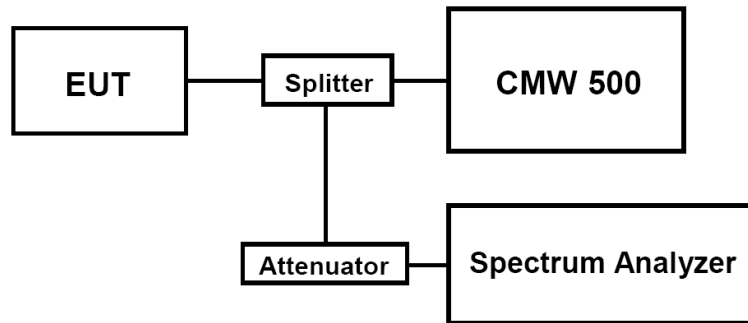 EUT
Splitter
CMW 500
Attenuator
Spectrum Analyzer